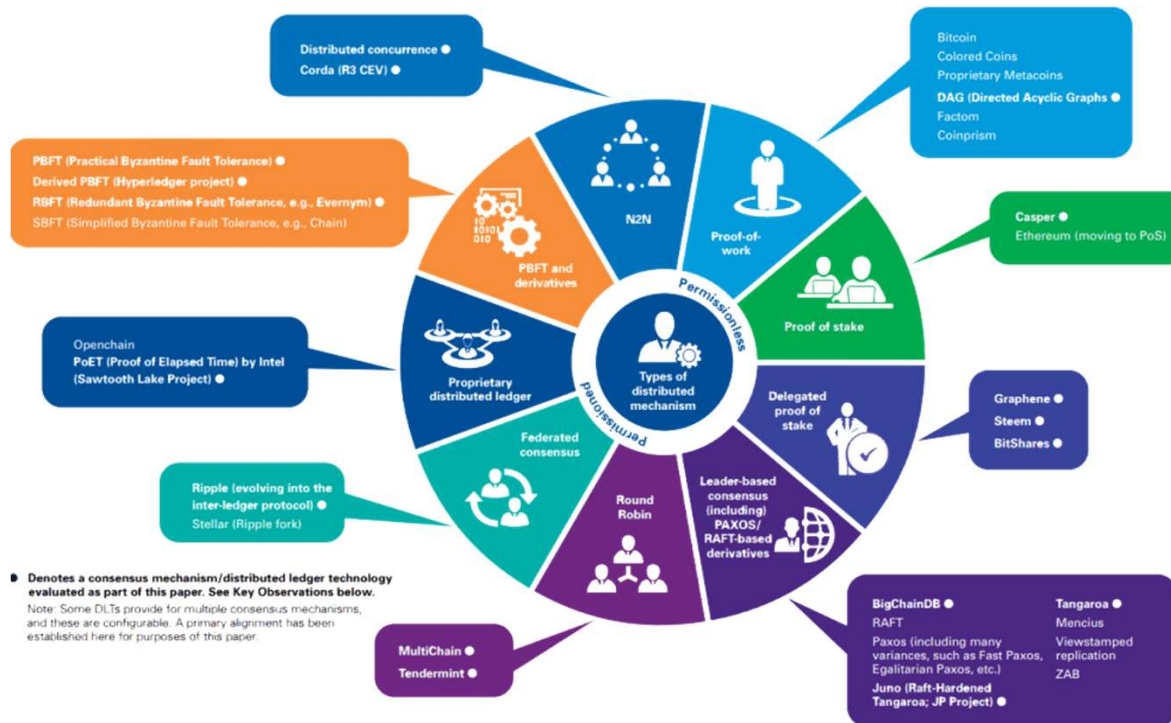 Distributed concurrence ●
Corda (R3 CEV) ●
Bitcoin
Colored Coins
Proprietary Metacoins
DAG (Directed Acyclic Graphs ●
Factom
Coinprism
PBFT (Practical Byzantine Fault Tolerance) ●
Derived PBFT (Hyperledger project) ●
RBFT (Redundant Byzantine Fault Tolerance, e.g., Evernym) ●
SBFT (Simplified Byzantine Fault Tolerance, e.g., Chain)
Casper ●
Ethereum (moving to PoS)
Openchain
PoET (Proof of Elapsed Time) by Intel
(Sawtooth Lake Project) ●
Graphene ●
Steem ●
BitShares ●
Ripple (evolving into the
inter-ledger protocol) ●
Stellar (Ripple fork)
N2N
Proof-of-
work
Proof of stake
Delegated
proof of
stake
Leader-based
consensus
(including)
PAXOS/
RAFT-based
derivatives
Round
Robin
Federated
consensus
Proprietary
distributed ledger
10
01010
010
PBFT and
derivatives
Permissionless
Permissioned
Types of
distributed
mechanism
● Denotes a consensus mechanism/distributed ledger technology
evaluated as part of this paper. See Key Observations below.
Note: Some DLTs provide for multiple consensus mechanisms,
and these are configurable. A primary alignment has been
established here for purposes of this paper.
MultiChain ●
Tendermint ●
BigChainDB ●
RAFT
Paxos (including many
variances, such as Fast Paxos,
Egalitarian Paxos, etc.)
Juno (Raft-Hardened
Tangaroa; JP Project) ●
Tangaroa ●
Mencius
Viewstamped
replication
ZAB